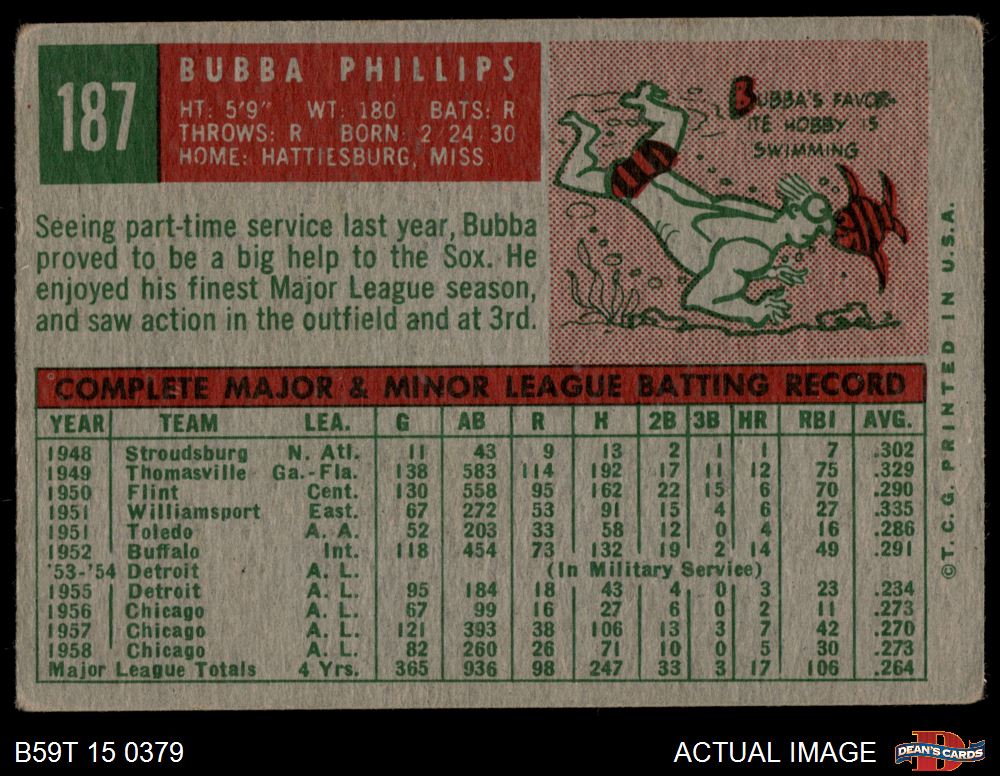 187
BUBBA PHILLIPS
HT: 5'9" WT: 180 BATS: R
THROWS: R BORN: 2 24 30
HOME: HATTIESBURG, MISS.
BUBBA'S FAVOR-
ITE HOBBY IS
SWIMMING
Seeing part-time service last year, Bubba
proved to be a big help to the Sox. He
enjoyed his finest Major League season,
and saw action in the outfield and at 3rd.
COMPLETE MAJOR & MINOR LEAGUE BATTING RECORD
YEAR TEAM LEA. G AB R H 2B 3B HR RBI AVG.
1948 Stroudsburg N. Atl. 11 43 9 13 2 1 1 7 .302
1949 Thomasville Ga.-Fla. 138 583 114 192 17 11 12 75 .329
1950 Flint Cent. 130 558 95 162 22 15 6 70 .290
1951 Williamsport East. 67 272 53 91 15 4 6 27 .335
1951 Toledo A. A. 52 203 33 58 12 0 4 16 .286
1952 Buffalo Int. 118 454 73 132 19 2 14 49 .291
'53-'54 Detroit A. L. (In Military Service)
1955 Detroit A. L. 95 184 18 43 4 0 3 23 .234
1956 Chicago A. L. 67 99 16 27 6 0 2 11 .273
1957 Chicago A. L. 121 393 38 106 13 3 7 42 .270
1958 Chicago A. L. 82 260 26 71 10 0 5 30 .273
Major League Totals 4 Yrs. 365 936 98 247 33 3 17 106 .264
©T.C.G. PRINTED IN U.S.A.
B59T 15 0379
ACTUAL IMAGE
D
DEAN'S CARDS